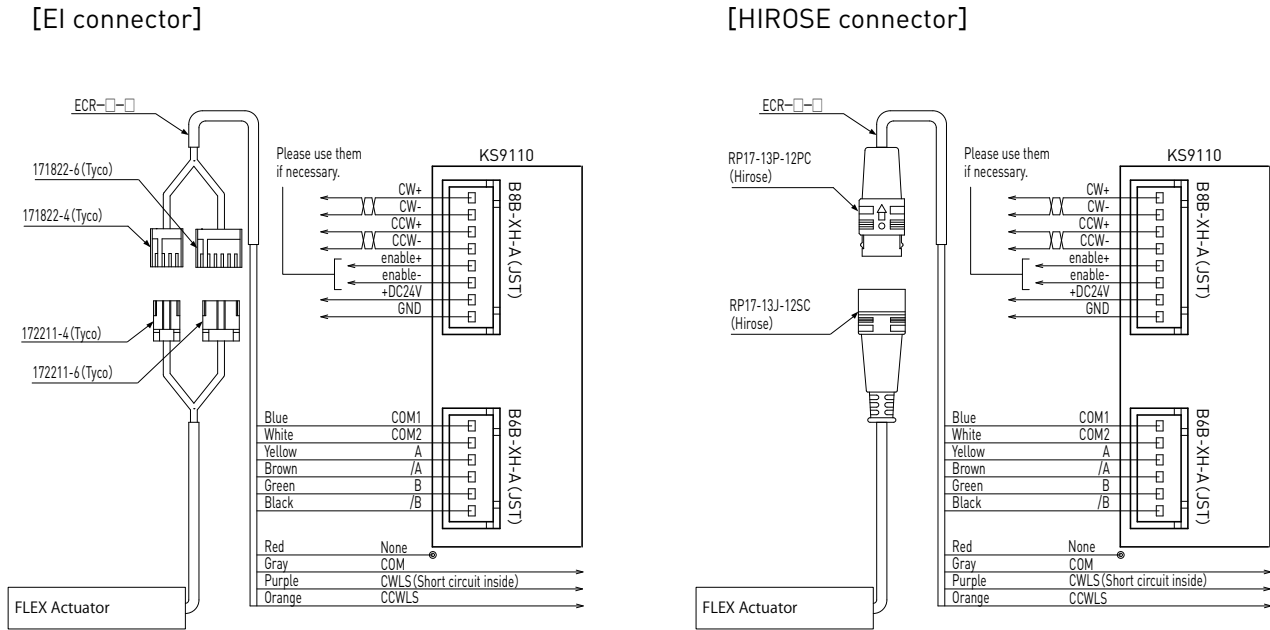 [EI connector]
ECR-□-□
171822-6(Tyco)
171822-4(Tyco)
172211-4(Tyco)
172211-6(Tyco)
FLEX Actuator
Please use them
if necessary.
KS9110
CW+
CW-
CCW+
CCW-
enable+
enable-
+DC24V
GND
B8B-XH-A(JST)
Blue COM1
White COM2
Yellow A
Brown /A
Green B
Black /B
B6B-XH-A(JST)
Red None
Gray COM
Purple CWLS(Short circuit inside)
Orange CCWLS
[HIROSE connector]
ECR-□-□
RP17-13P-12PC
(Hirose)
RP17-13J-12SC
(Hirose)
FLEX Actuator
Please use them
if necessary.
KS9110
CW+
CW-
CCW+
CCW-
enable+
enable-
+DC24V
GND
B8B-XH-A(JST)
Blue COM1
White COM2
Yellow A
Brown /A
Green B
Black /B
B6B-XH-A(JST)
Red None
Gray COM
Purple CWLS(Short circuit inside)
Orange CCWLS